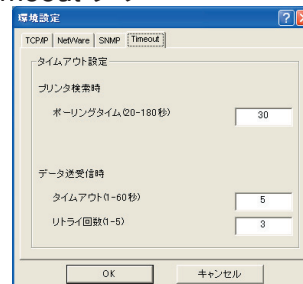 環境設定
TCP/IP NetWare SNMP Timeout
タイムアウト設定
プリンタ検索時
ポーリングタイム(20-180秒) 30
データ送受信時
タイムアウト(1-60秒) 5
リトライ回数(1-5) 3
OK キャンセル